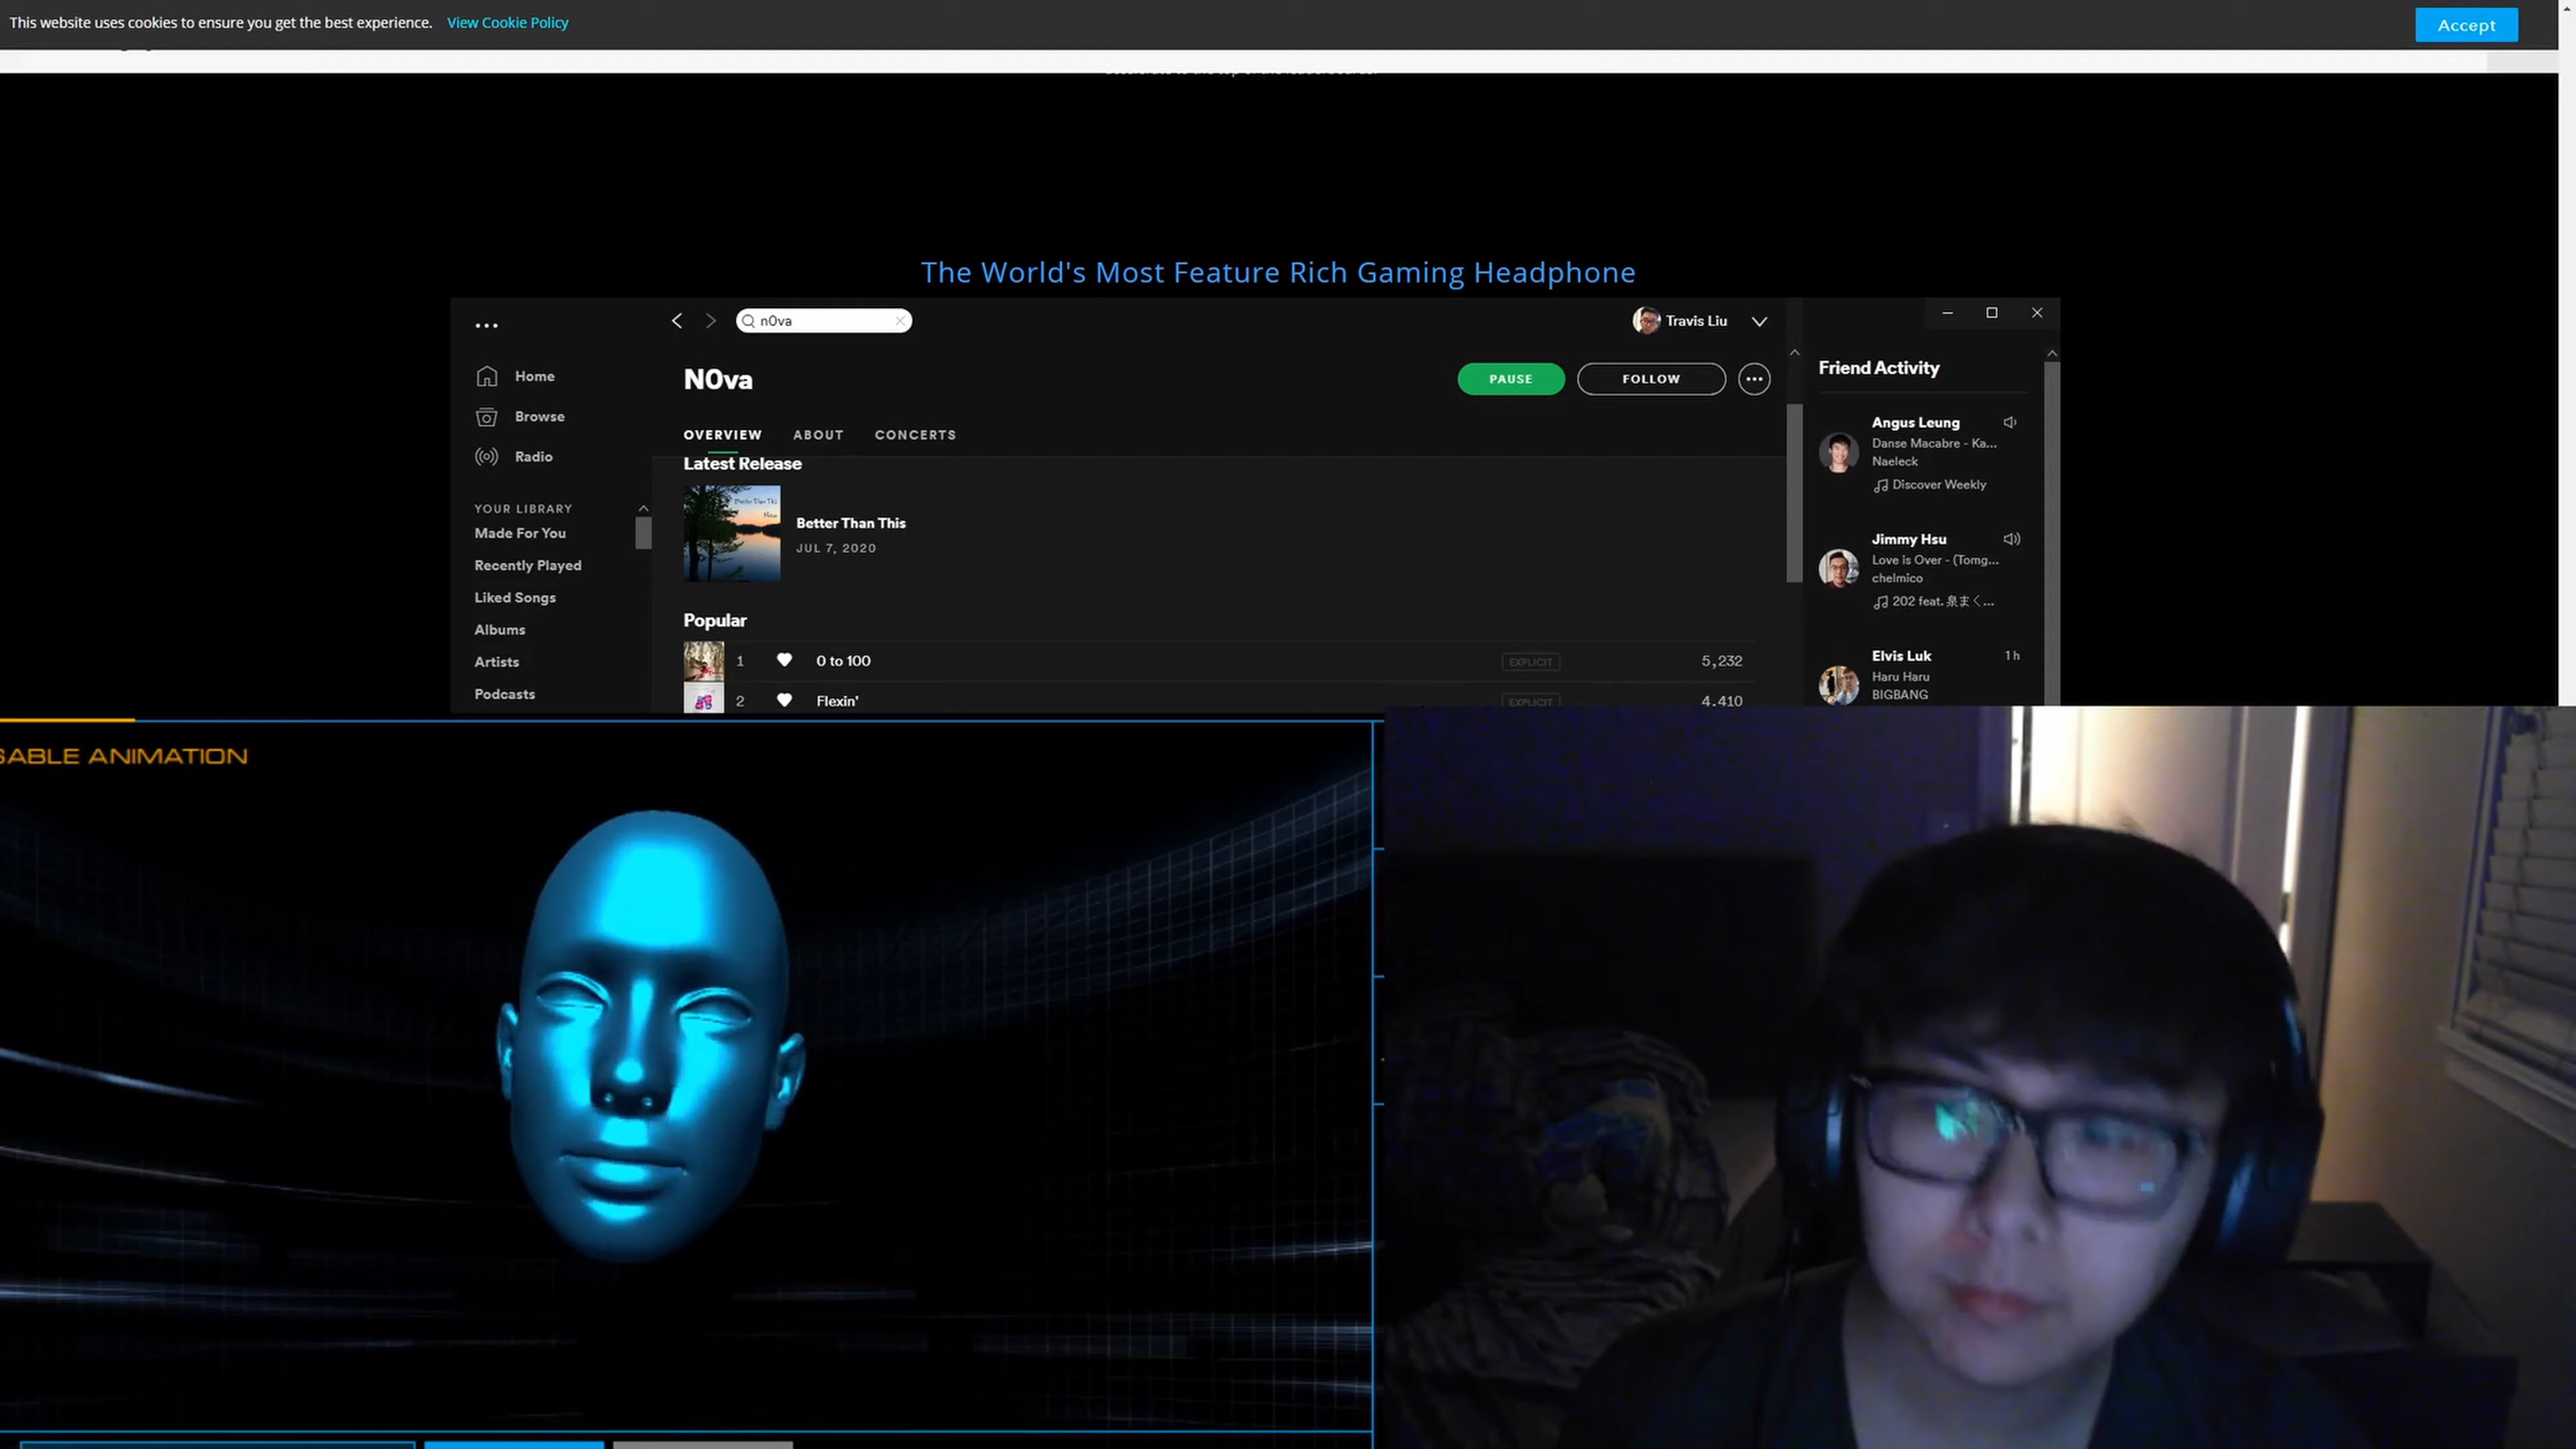 This website uses cookies to ensure you get the best experience. View Cookie Policy
Accept
The World's Most Feature Rich Gaming Headphone
n0va
Travis Liu
N0va
PAUSE
FOLLOW
OVERVIEW
ABOUT
CONCERTS
Home
Browse
Radio
YOUR LIBRARY
Made For You
Recently Played
Liked Songs
Albums
Artists
Podcasts
Latest Release
Better Than This
JUL 7, 2020
Popular
1 0 to 100 EXPLICIT 5,232
2 Flexin' EXPLICIT 4,410
Friend Activity
Angus Leung
Danse Macabre - Ka...
Naeleck
Discover Weekly
Jimmy Hsu
Love is Over - (Tomg...
chelmico
202 feat. 泉まく...
Elvis Luk 1 h
Haru Haru
BIGBANG
SABLE ANIMATION